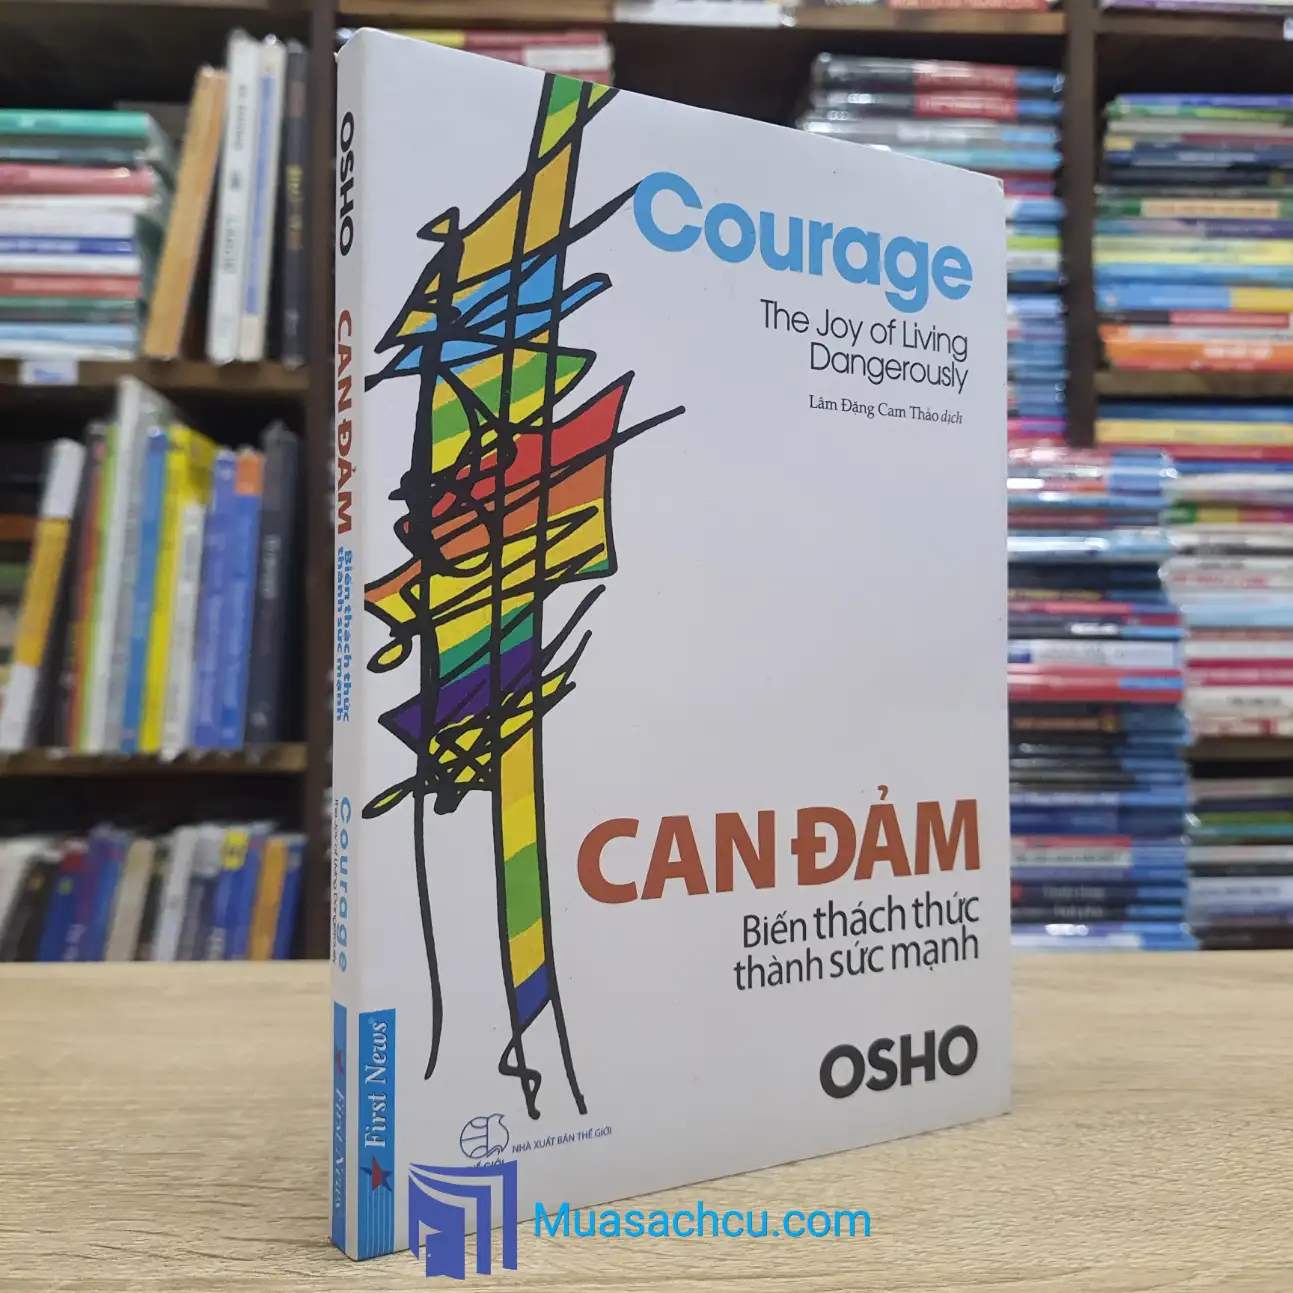 OSHO
CAN ĐẢM
Biến thách thức
thành sức mạnh
Courage
First News
First News
Courage
The Joy of Living
Dangerously
Lâm Đặng Cam Thảo dịch
CAN ĐẢM
Biến thách thức
thành sức mạnh
OSHO
NHÀ XUẤT BẢN THẾ GIỚI
Muasachcu.com